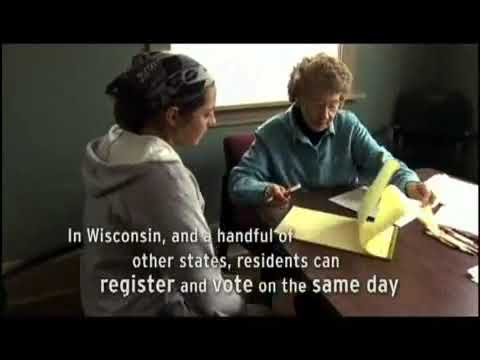 In Wisconsin, and a handful of
other states, residents can
register and vote on the same day